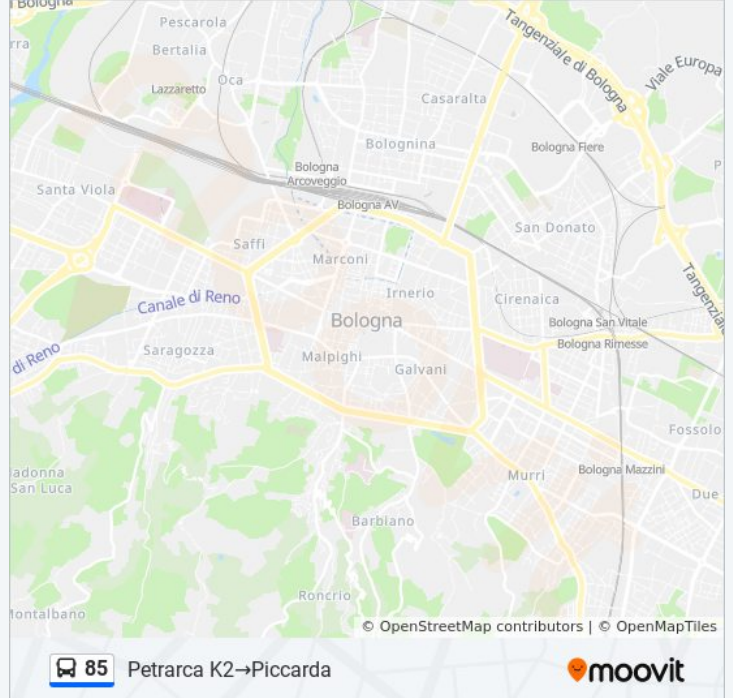 i Bologna
Pescarola
Tangenziale di Bologna
rra
Bertalia
Oca
Viale Europa
Lazzaretto
Casaralta
Bolognina
Bologna Fiere
Bologna
Arcoveggio
P
Santa Viola
Bologna AV
San Donato
Saffi
Marconi
Tangenziale
Irnerio
Cirenaica
Canale di Reno
Bologna
Bologna San Vitale
Bologna Rimesse
di Reno
Saragozza
Malpighi
Galvani
Fossolo
adonna
San Luca
Murri
Bologna Mazzini
Due
Barbiano
Roncrio
Montalbano
© OpenStreetMap contributors | © OpenMapTiles
85 Petrarca K2→Piccarda
moovit